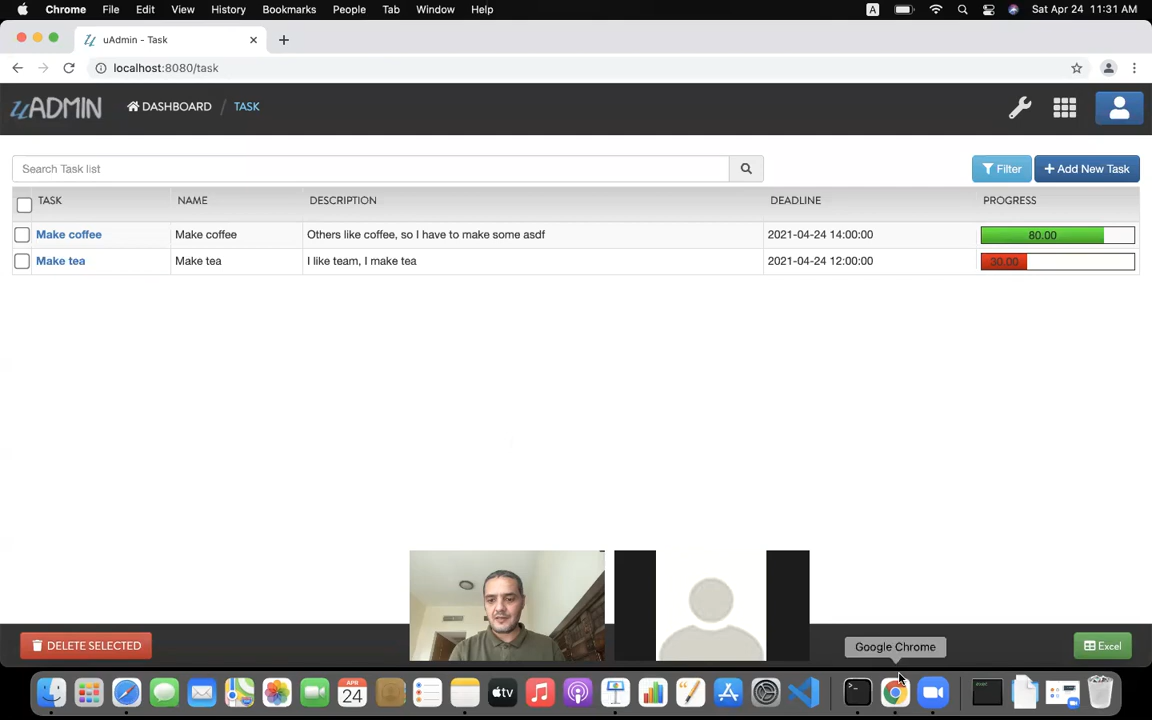 Chrome File Edit View History Bookmarks People Tab Window Help A Sat Apr 24 11:31 AM
uAdmin - Task
localhost:8080/task
uADMIN DASHBOARD / TASK
Search Task list Filter + Add New Task
TASK NAME DESCRIPTION DEADLINE PROGRESS
Make coffee Make coffee Others like coffee, so I have to make some asdf 2021-04-24 14:00:00 80.00
Make tea Make tea I like team, I make tea 2021-04-24 12:00:00 30.00
DELETE SELECTED Google Chrome Excel
APR
24
tv